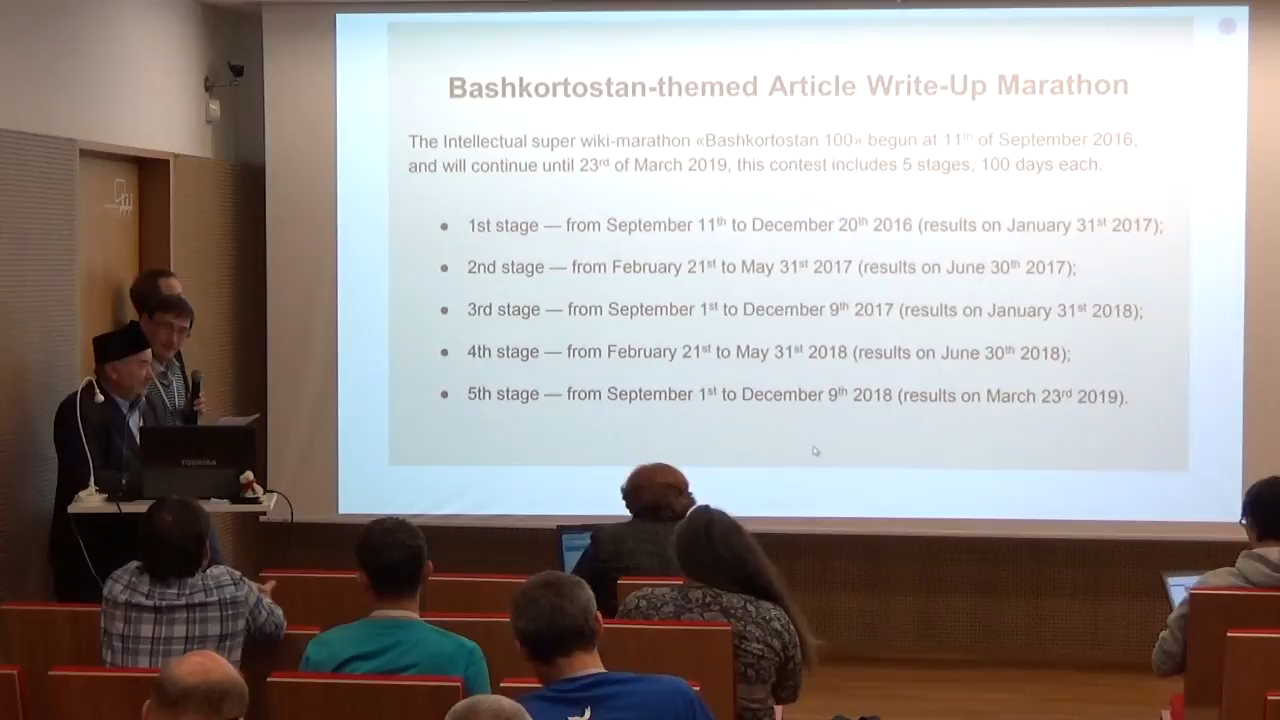 Bashkortostan-themed Article Write-Up Marathon
The Intellectual super wiki-marathon «Bashkortostan 100» begun at 11th of September 2016,
and will continue until 23rd of March 2019, this contest includes 5 stages, 100 days each.
● 1st stage — from September 11th to December 20th 2016 (results on January 31st 2017);
● 2nd stage — from February 21st to May 31st 2017 (results on June 30th 2017);
● 3rd stage — from September 1st to December 9th 2017 (results on January 31st 2018);
● 4th stage — from February 21st to May 31st 2018 (results on June 30th 2018);
● 5th stage — from September 1st to December 9th 2018 (results on March 23rd 2019).
TOSHIBA